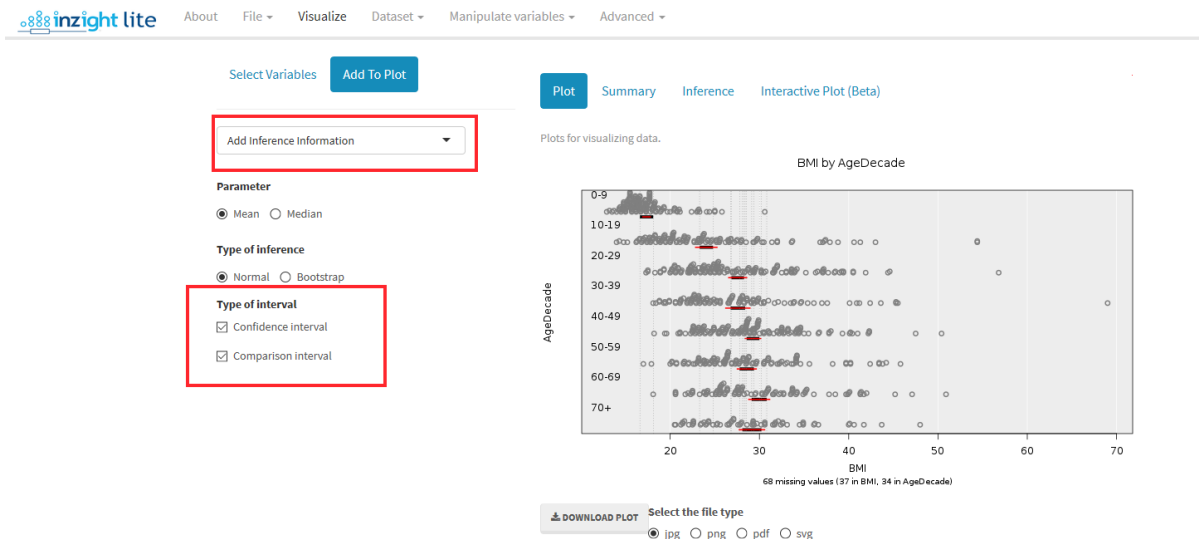 inzight lite
About
File
Visualize
Dataset
Manipulate variables
Advanced
Select Variables
Add To Plot
Add Inference Information
Parameter
Mean
Median
Type of inference
Normal
Bootstrap
Type of interval
Confidence interval
Comparison interval
Plot
Summary
Inference
Interactive Plot (Beta)
Plots for visualizing data.
BMI by AgeDecade
AgeDecade
0-9
10-19
20-29
30-39
40-49
50-59
60-69
70+
20
30
40
50
60
70
BMI
68 missing values (37 in BMI, 34 in AgeDecade)
DOWNLOAD PLOT
Select the file type
jpg
png
pdf
svg